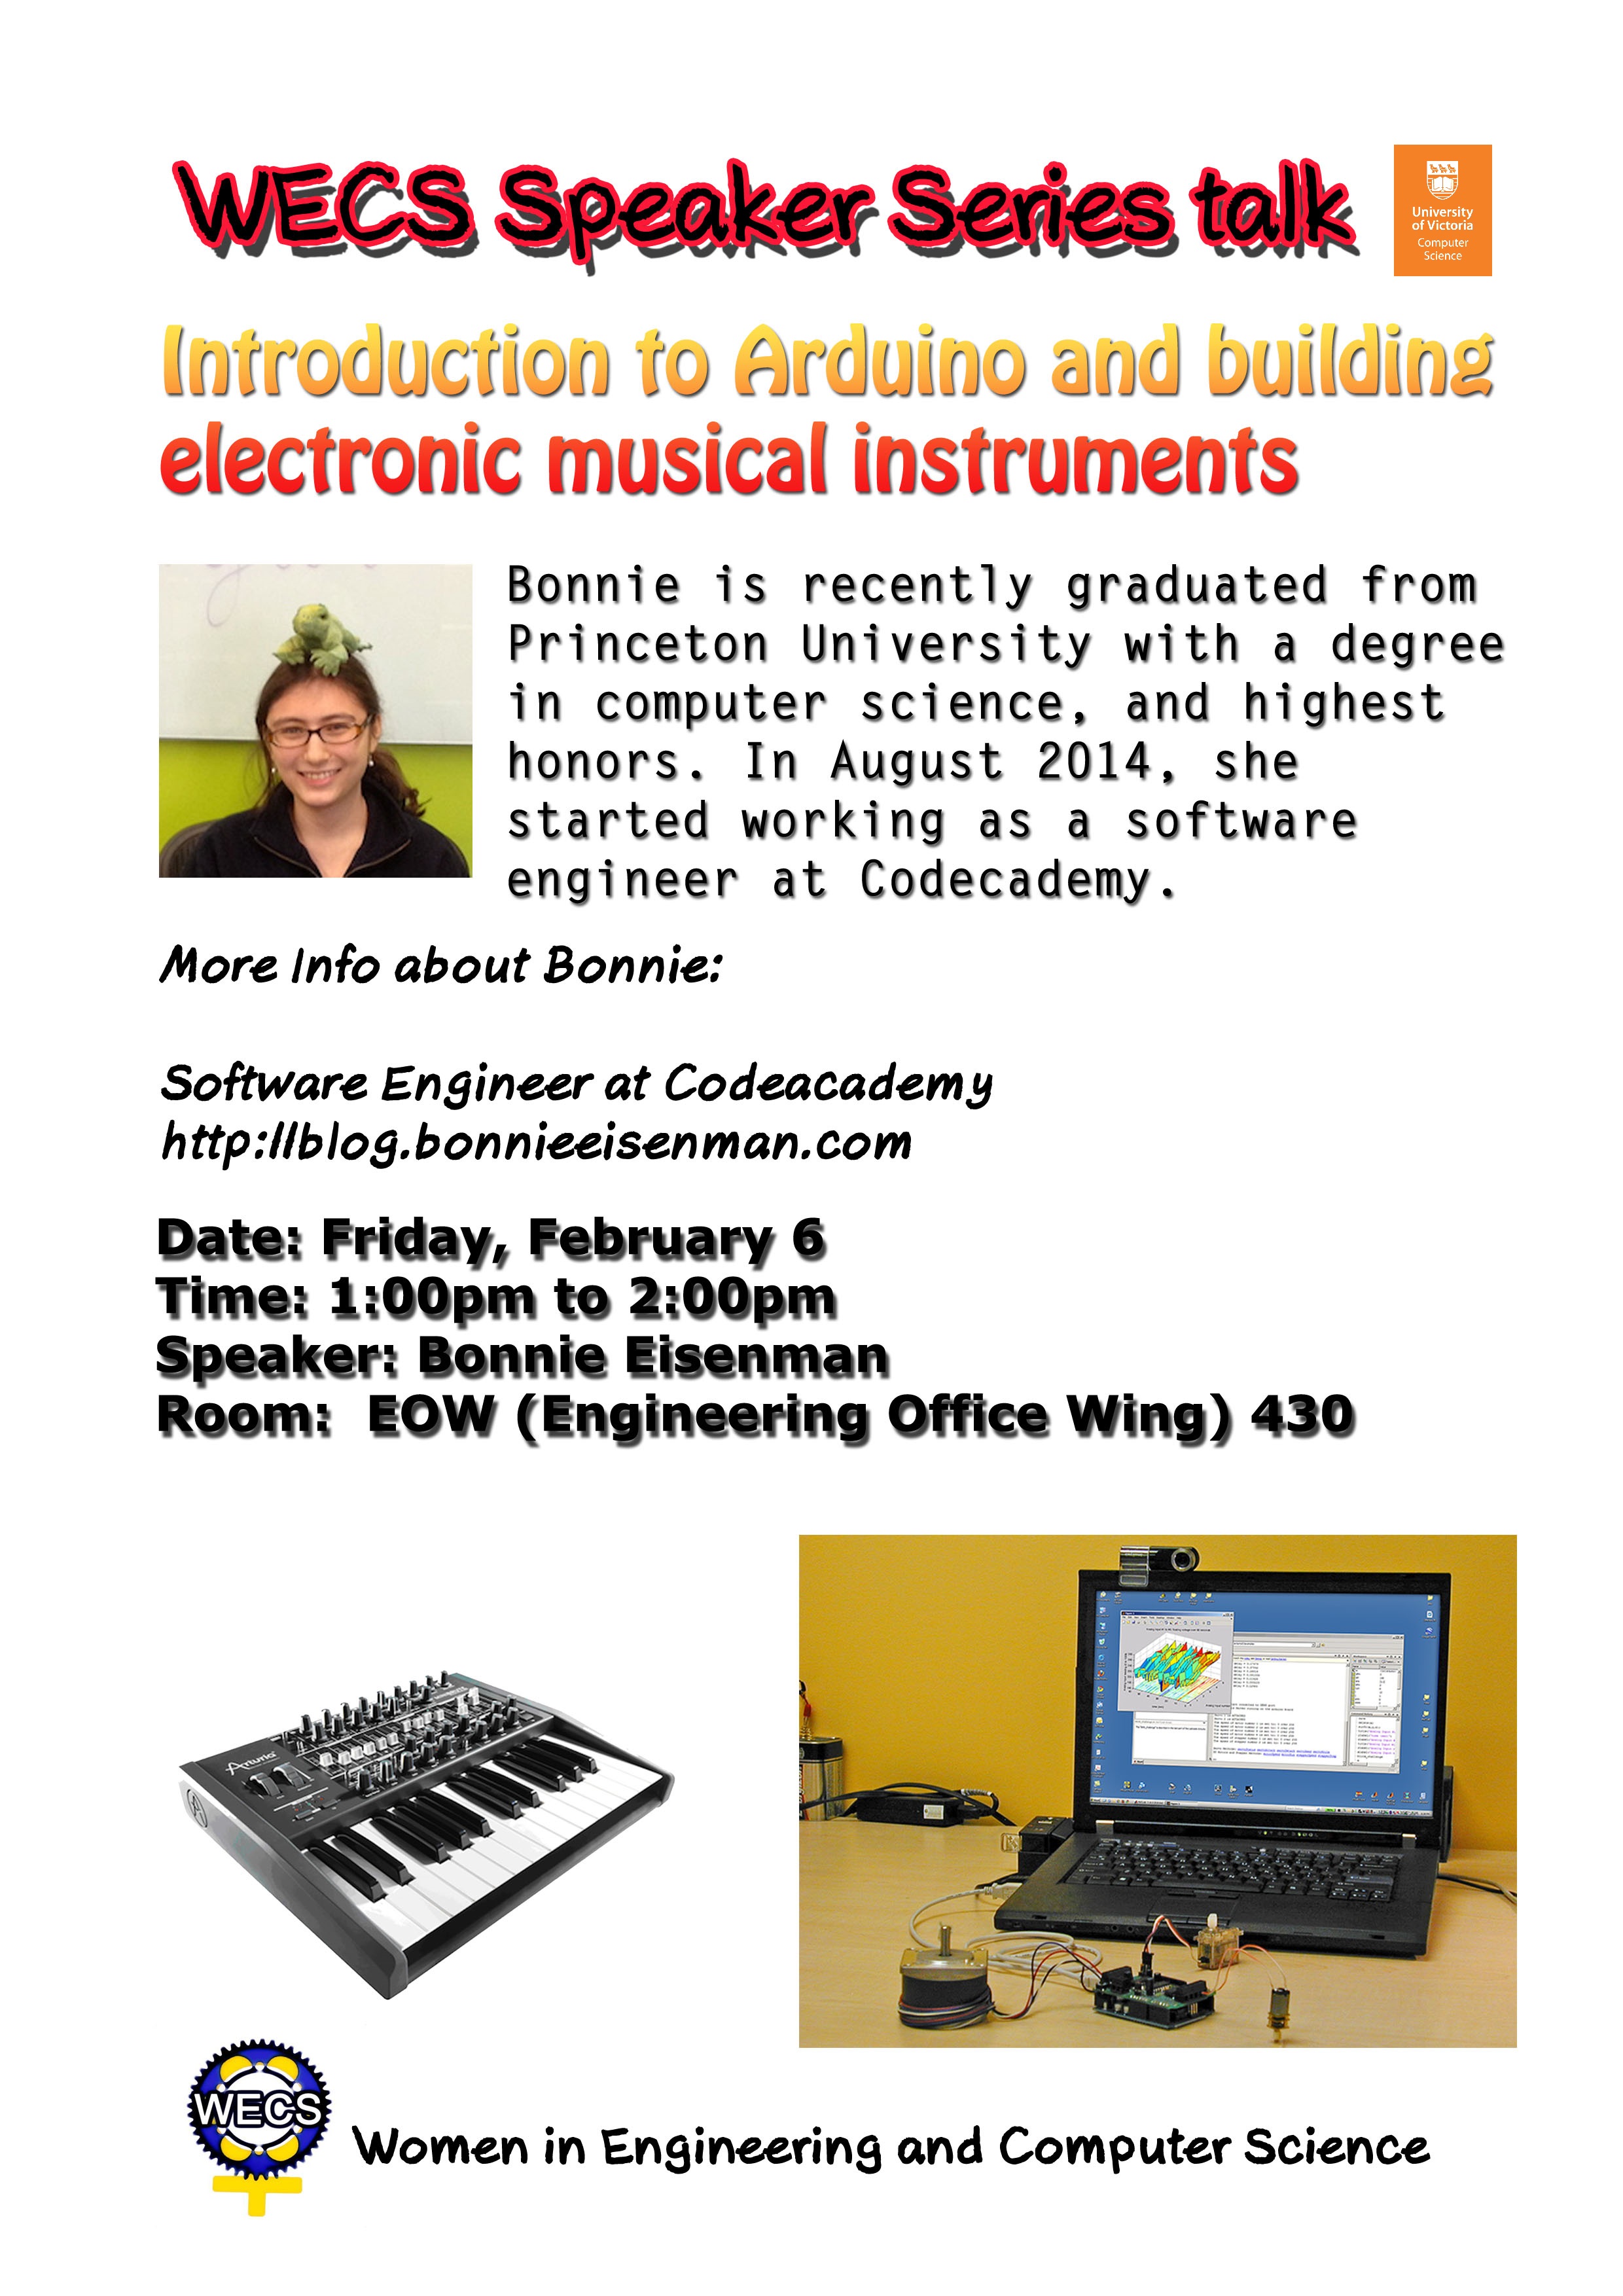 WECS Speaker Series talk
University
of Victoria
Computer
Science
Introduction to Arduino and building
electronic musical instruments
Bonnie is recently graduated from
Princeton University with a degree
in computer science, and highest
honors. In August 2014, she
started working as a software
engineer at Codecademy.
More Info about Bonnie:
Software Engineer at Codeacademy
http://blog.bonnieeisenman.com
Date: Friday, February 6
Time: 1:00pm to 2:00pm
Speaker: Bonnie Eisenman
Room: EOW (Engineering Office Wing) 430
Arturia
WECS
Women in Engineering and Computer Science